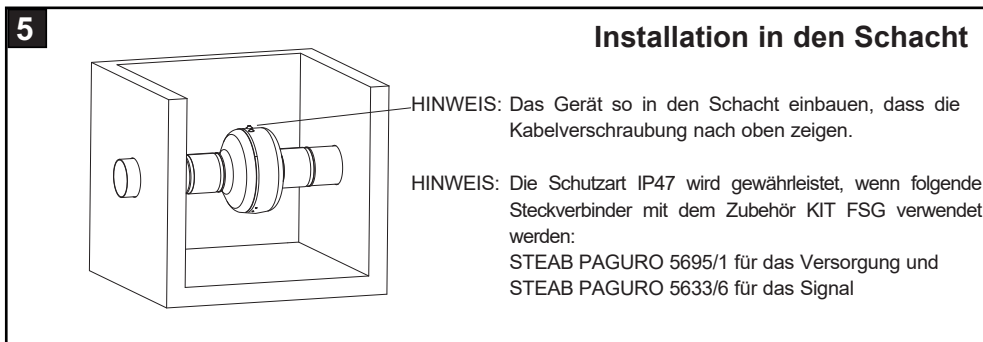 5
Installation in den Schacht
HINWEIS: Das Gerät so in den Schacht einbauen, dass die
Kabelverschraubung nach oben zeigen.
HINWEIS: Die Schutzart IP47 wird gewährleistet, wenn folgende
Steckverbinder mit dem Zubehör KIT FSG verwendet
werden:
STEAB PAGURO 5695/1 für das Versorgung und
STEAB PAGURO 5633/6 für das Signal